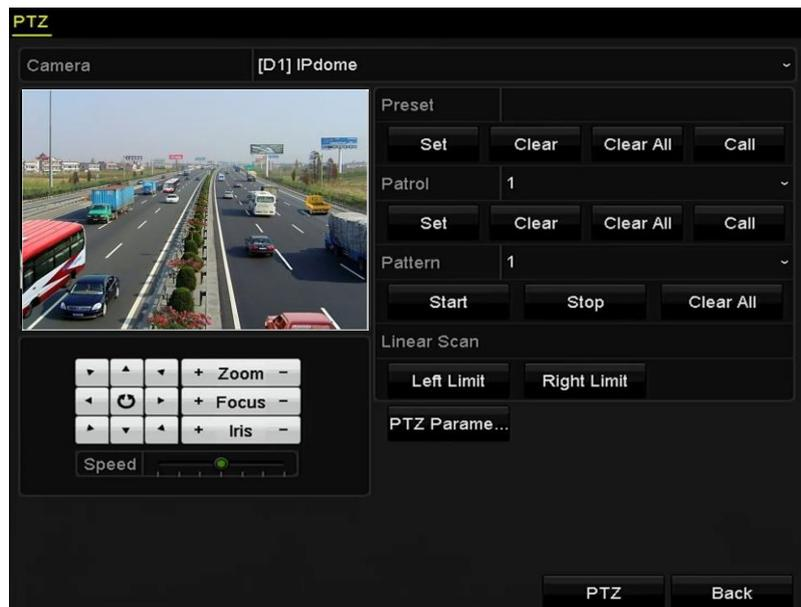 PTZ
Camera [D1] IPdome
Preset
Set Clear Clear All Call
Patrol 1
Set Clear Clear All Call
Pattern 1
Start Stop Clear All
Linear Scan
Left Limit Right Limit
PTZ Parame...
+ Zoom -
+ Focus -
+ Iris -
Speed
PTZ Back